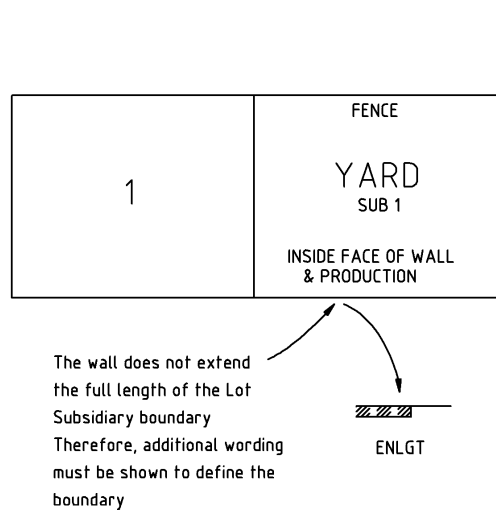 FENCE
1
YARD
SUB 1
INSIDE FACE OF WALL
& PRODUCTION
The wall does not extend
the full length of the Lot
Subsidiary boundary
Therefore, additional wording
must be shown to define the
boundary
ENLGT